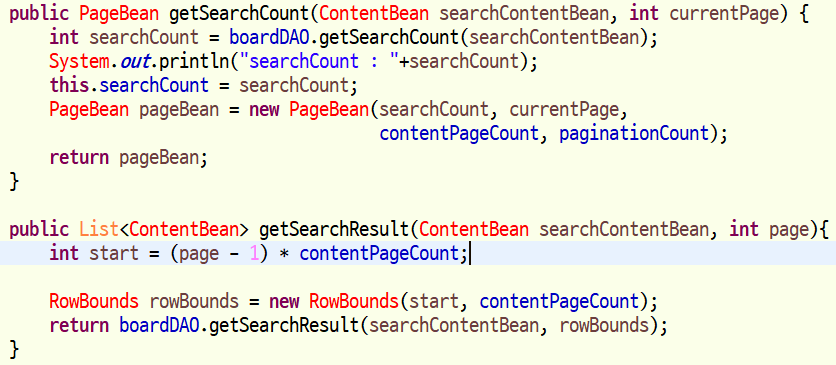 public PageBean getSearchCount(ContentBean searchContentBean, int currentPage) {
    int searchCount = boardDAO.getSearchCount(searchContentBean);
    System.out.println("searchCount : "+searchCount);
    this.searchCount = searchCount;
    PageBean pageBean = new PageBean(searchCount, currentPage,
                                     contentPageCount, paginationCount);
    return pageBean;
}

public List<ContentBean> getSearchResult(ContentBean searchContentBean, int page){
    int start = (page - 1) * contentPageCount;

    RowBounds rowBounds = new RowBounds(start, contentPageCount);
    return boardDAO.getSearchResult(searchContentBean, rowBounds);
}